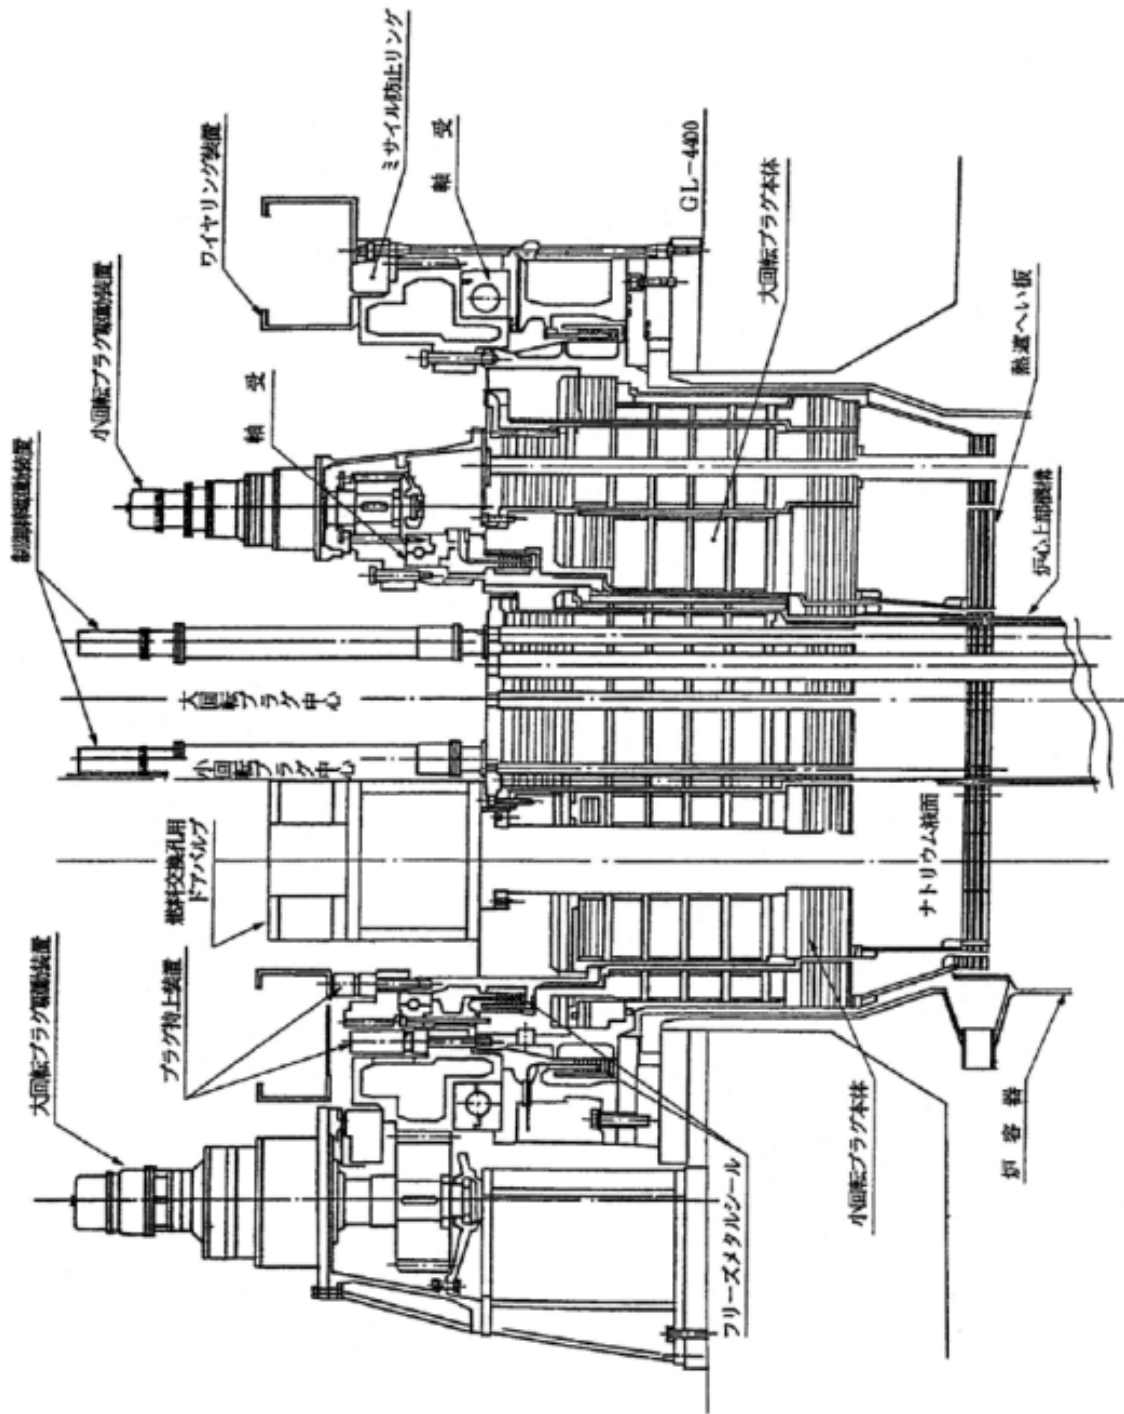 大回転プラグ駆動装置
プラグ持上装置
燃料交換孔用
ドアバルブ
小回転プラグ中心
大回転プラグ中心
制御棒駆動装置
小回転プラグ駆動装置
軸 受
ワイヤリング装置
ミサイル防止リング
軸 受
GL-4400
大回転プラグ本体
熱遮へい板
炉心上部機構
ナトリウム液面
小回転プラグ本体
炉 容 器
フリーズメタルシール